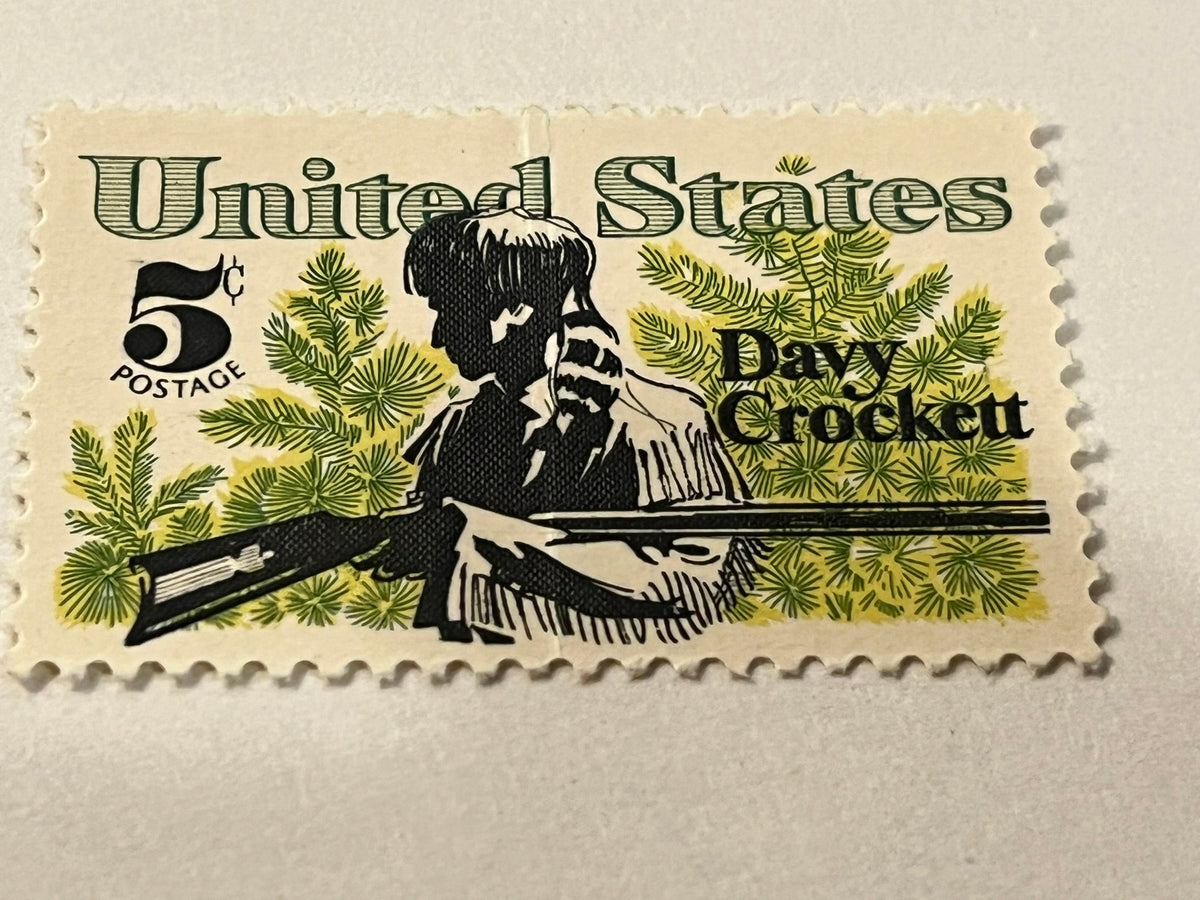 United States
5¢
POSTAGE
Davy
Crockett